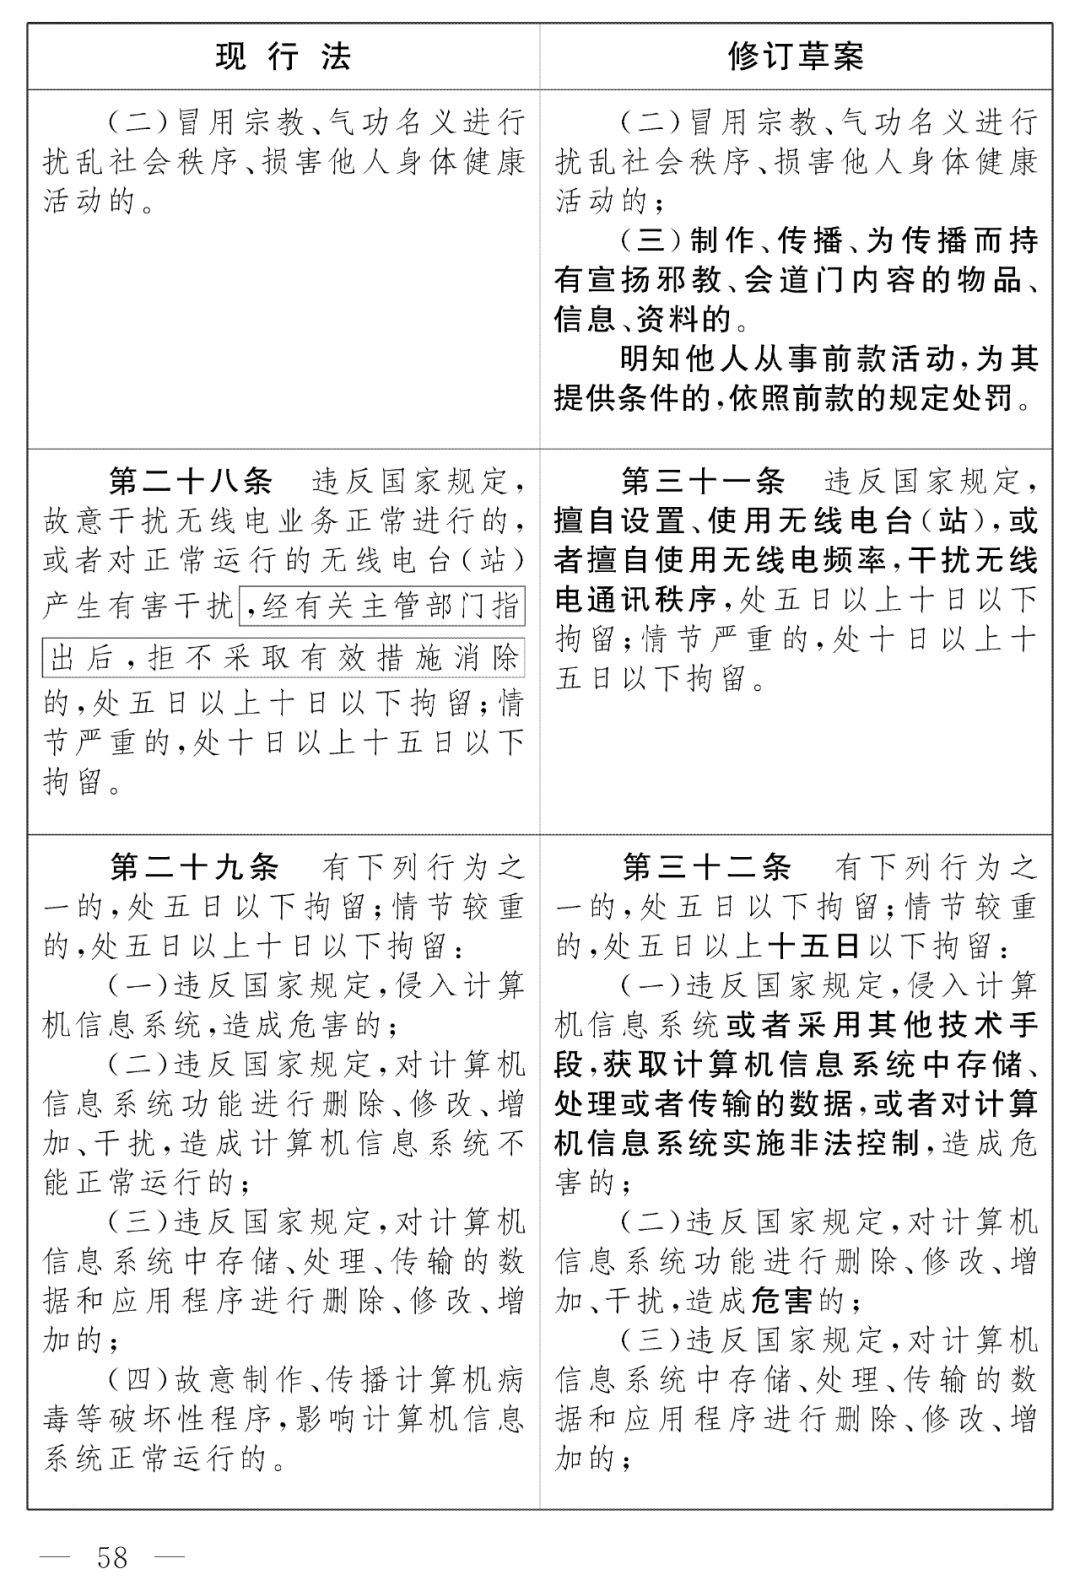 现行法
修订草案
（二）冒用宗教、气功名义进行
扰乱社会秩序、损害他人身体健康
活动的。
（二）冒用宗教、气功名义进行
扰乱社会秩序、损害他人身体健康
活动的；
（三）制作、传播、为传播而持
有宣扬邪教、会道门内容的物品、
信息、资料的。
明知他人从事前款活动，为其
提供条件的，依照前款的规定处罚。
第二十八条　违反国家规定，
故意干扰无线电业务正常进行的，
或者对正常运行的无线电台（站）
产生有害干扰，经有关主管部门指
出后，拒不采取有效措施消除
的，处五日以上十日以下拘留；情
节严重的，处十日以上十五日以下
拘留。
第三十一条　违反国家规定，
擅自设置、使用无线电台（站），或
者擅自使用无线电频率，干扰无线
电通讯秩序，处五日以上十日以下
拘留；情节严重的，处十日以上十
五日以下拘留。
第二十九条　有下列行为之
一的，处五日以下拘留；情节较重
的，处五日以上十日以下拘留：
（一）违反国家规定，侵入计算
机信息系统，造成危害的；
（二）违反国家规定，对计算机
信息系统功能进行删除、修改、增
加、干扰，造成计算机信息系统不
能正常运行的；
（三）违反国家规定，对计算机
信息系统中存储、处理、传输的数
据和应用程序进行删除、修改、增
加的；
（四）故意制作、传播计算机病
毒等破坏性程序，影响计算机信息
系统正常运行的。
第三十二条　有下列行为之
一的，处五日以下拘留；情节较重
的，处五日以上十五日以下拘留：
（一）违反国家规定，侵入计算
机信息系统或者采用其他技术手
段，获取计算机信息系统中存储、
处理或者传输的数据，或者对计算
机信息系统实施非法控制，造成危
害的；
（二）违反国家规定，对计算机
信息系统功能进行删除、修改、增
加、干扰，造成危害的；
（三）违反国家规定，对计算机
信息系统中存储、处理、传输的数
据和应用程序进行删除、修改、增
加的；
— 58 —